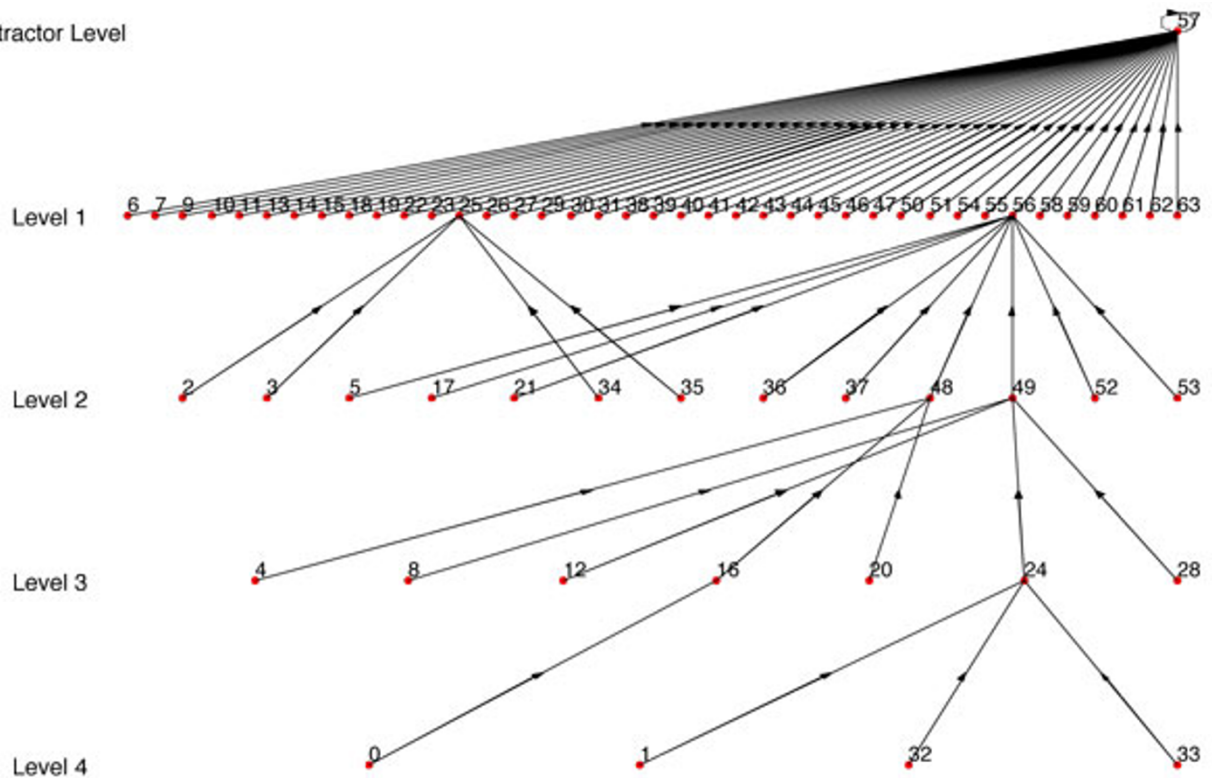 57
tractor Level
6 7 9 10 11 13 14 15 18 19 22 23 25 26 27 29 30 31 38 39 40 41 42 43 44 45 46 47 50 51 54 55 56 58 59 60 61 62 63
Level 1
2 3 5 17 21 34 35 36 37 48 49 52 53
Level 2
4 8 12 16 20 24 28
Level 3
0 1 32 33
Level 4